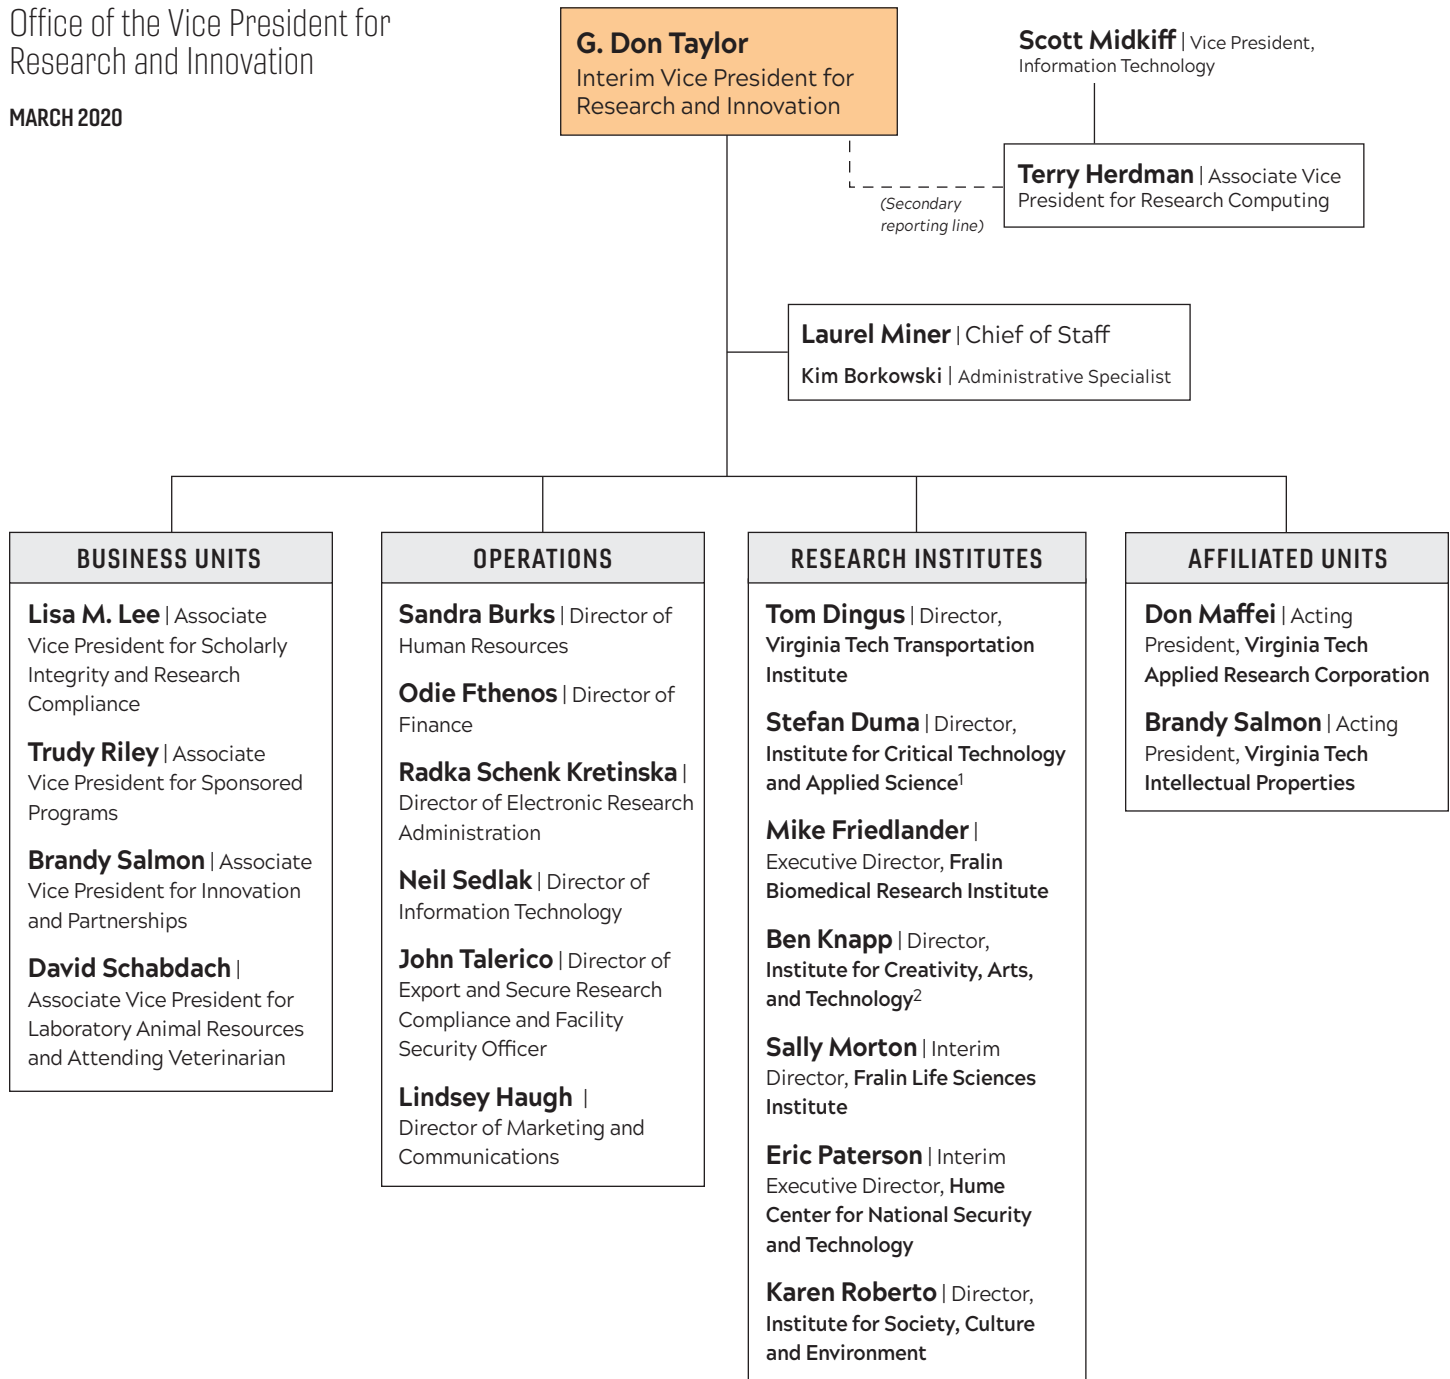 Office of the Vice President for
Research and Innovation
MARCH 2020
G. Don Taylor
Interim Vice President for
Research and Innovation
Scott Midkiff | Vice President,
Information Technology
Terry Herdman | Associate Vice
President for Research Computing
(Secondary
reporting line)
Laurel Miner | Chief of Staff
Kim Borkowski | Administrative Specialist
BUSINESS UNITS
Lisa M. Lee | Associate
Vice President for Scholarly
Integrity and Research
Compliance
Trudy Riley | Associate
Vice President for Sponsored
Programs
Brandy Salmon | Associate
Vice President for Innovation
and Partnerships
David Schabdach |
Associate Vice President for
Laboratory Animal Resources
and Attending Veterinarian
OPERATIONS
Sandra Burks | Director of
Human Resources
Odie Fthenos | Director of
Finance
Radka Schenk Kretinska |
Director of Electronic Research
Administration
Neil Sedlak | Director of
Information Technology
John Talerico | Director of
Export and Secure Research
Compliance and Facility
Security Officer
Lindsey Haugh |
Director of Marketing and
Communications
RESEARCH INSTITUTES
Tom Dingus | Director,
Virginia Tech Transportation
Institute
Stefan Duma | Director,
Institute for Critical Technology
and Applied Science1
Mike Friedlander |
Executive Director, Fralin
Biomedical Research Institute
Ben Knapp | Director,
Institute for Creativity, Arts,
and Technology2
Sally Morton | Interim
Director, Fralin Life Sciences
Institute
Eric Paterson | Interim
Executive Director, Hume
Center for National Security
and Technology
Karen Roberto | Director,
Institute for Society, Culture
and Environment
AFFILIATED UNITS
Don Maffei | Acting
President, Virginia Tech
Applied Research Corporation
Brandy Salmon | Acting
President, Virginia Tech
Intellectual Properties